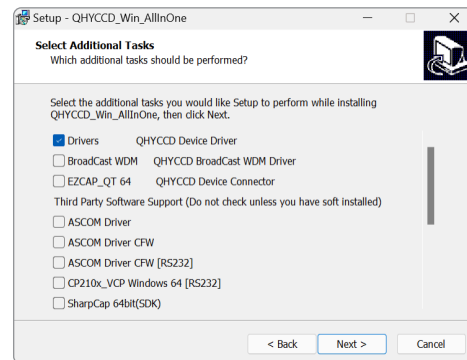 Setup - QHYCCD_Win_AllInOne
Select Additional Tasks
Which additional tasks should be performed?
Select the additional tasks you would like Setup to perform while installing
QHYCCD_Win_AllInOne, then click Next.
Drivers QHYCCD Device Driver
BroadCast WDM QHYCCD BroadCast WDM Driver
EZCAP_QT 64 QHYCCD Device Connector
Third Party Software Support (Do not check unless you have soft installed)
ASCOM Driver
ASCOM Driver CFW
ASCOM Driver CFW [RS232]
CP210x_VCP Windows 64 [RS232]
SharpCap 64bit(SDK)
< Back Next > Cancel